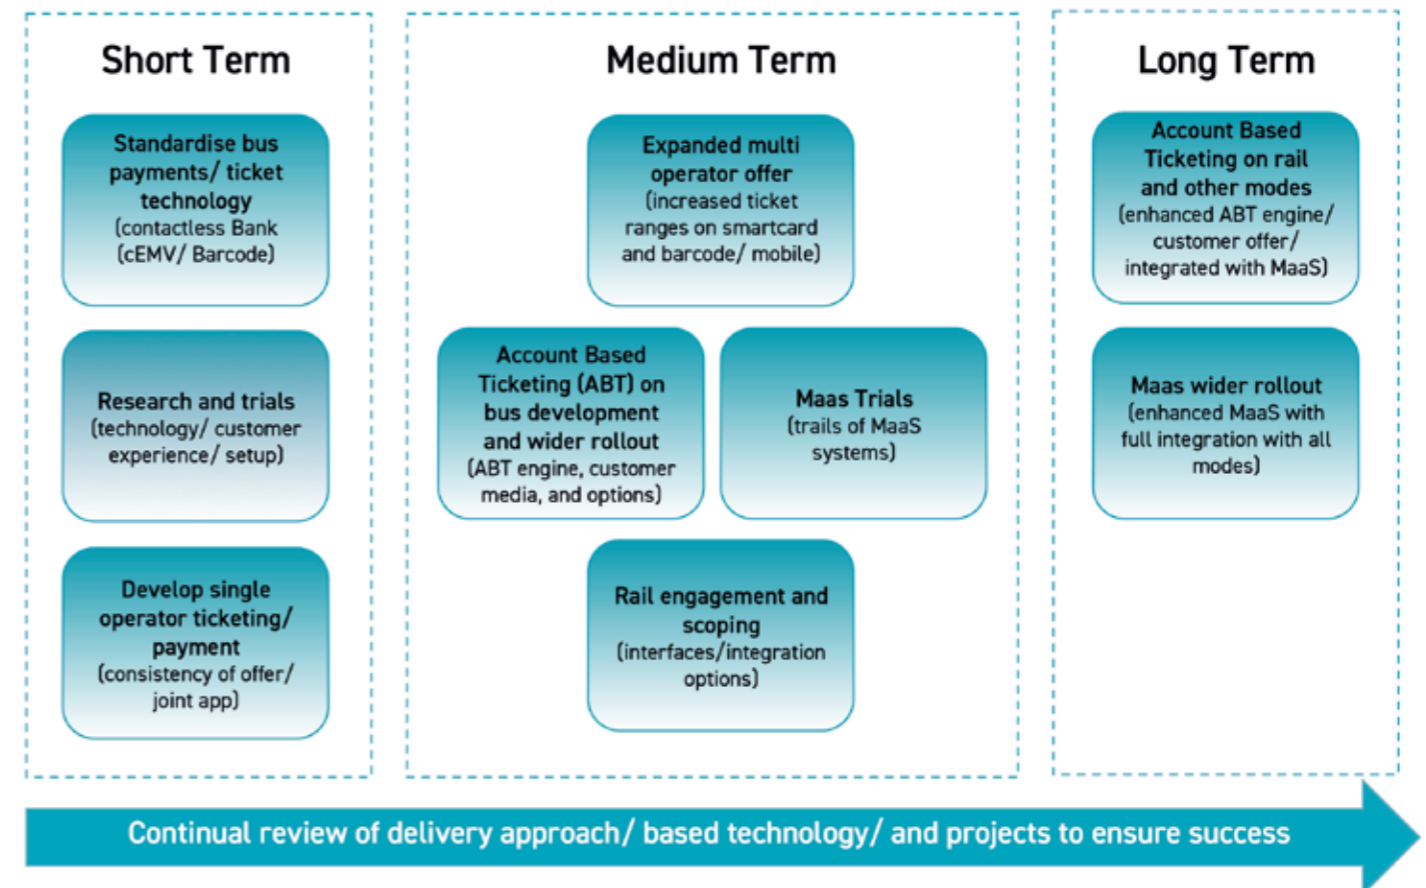 Short Term
Standardise bus
payments/ ticket
technology
(contactless Bank
(cEMV/ Barcode)
Research and trials
(technology/ customer
experience/ setup)
Develop single
operator ticketing/
payment
(consistency of offer/
joint app)
Medium Term
Expanded multi
operator offer
(increased ticket
ranges on smartcard
and barcode/ mobile)
Account Based
Ticketing (ABT) on
bus development
and wider rollout
(ABT engine, customer
media, and options)
Maas Trials
(trails of MaaS
systems)
Rail engagement and
scoping
(interfaces/integration
options)
Long Term
Account Based
Ticketing on rail
and other modes
(enhanced ABT engine/
customer offer/
integrated with MaaS)
Maas wider rollout
(enhanced MaaS with
full integration with all
modes)
Continual review of delivery approach/ based technology/ and projects to ensure success